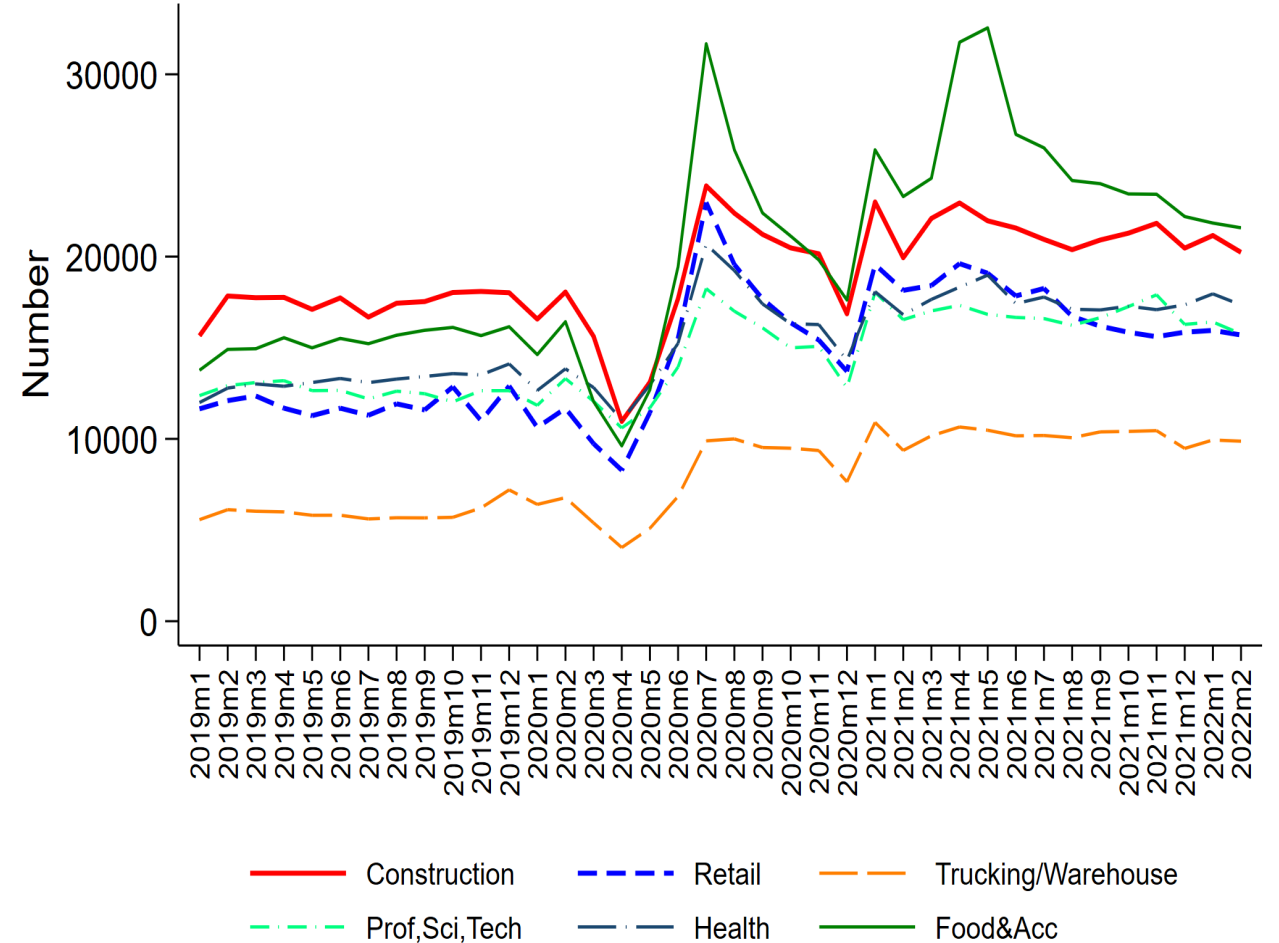 Number
30000
20000
10000
0
2019m1
2019m2
2019m3
2019m4
2019m5
2019m6
2019m7
2019m8
2019m9
2019m10
2019m11
2019m12
2020m1
2020m2
2020m3
2020m4
2020m5
2020m6
2020m7
2020m8
2020m9
2020m10
2020m11
2020m12
2021m1
2021m2
2021m3
2021m4
2021m5
2021m6
2021m7
2021m8
2021m9
2021m10
2021m11
2021m12
2022m1
2022m2
Construction Retail Trucking/Warehouse
Prof,Sci,Tech Health Food&Acc